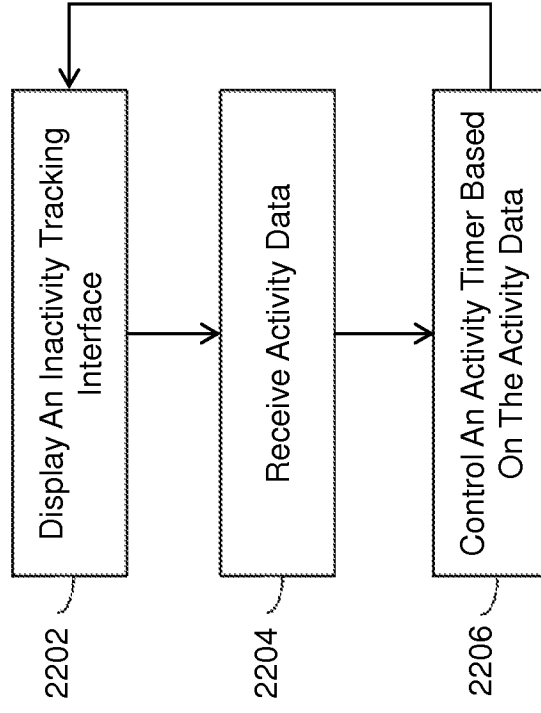 2202
Display An Inactivity Tracking
Interface
2204
Receive Activity Data
2206
Control An Activity Timer Based
On The Activity Data